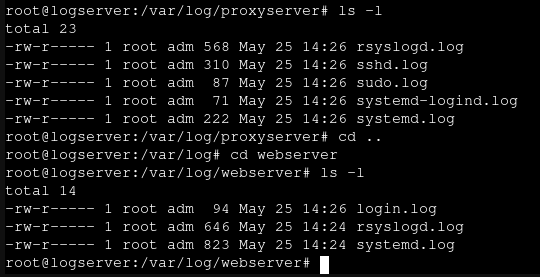 root@logserver:/var/log/proxyserver# ls -l
total 23
-rw-r----- 1 root adm 568 May 25 14:26 rsyslogd.log
-rw-r----- 1 root adm 310 May 25 14:26 sshd.log
-rw-r----- 1 root adm  87 May 25 14:26 sudo.log
-rw-r----- 1 root adm  71 May 25 14:26 systemd-logind.log
-rw-r----- 1 root adm 222 May 25 14:26 systemd.log
root@logserver:/var/log/proxyserver# cd ..
root@logserver:/var/log# cd webserver
root@logserver:/var/log/webserver# ls -l
total 14
-rw-r----- 1 root adm  94 May 25 14:26 login.log
-rw-r----- 1 root adm 646 May 25 14:24 rsyslogd.log
-rw-r----- 1 root adm 823 May 25 14:24 systemd.log
root@logserver:/var/log/webserver#